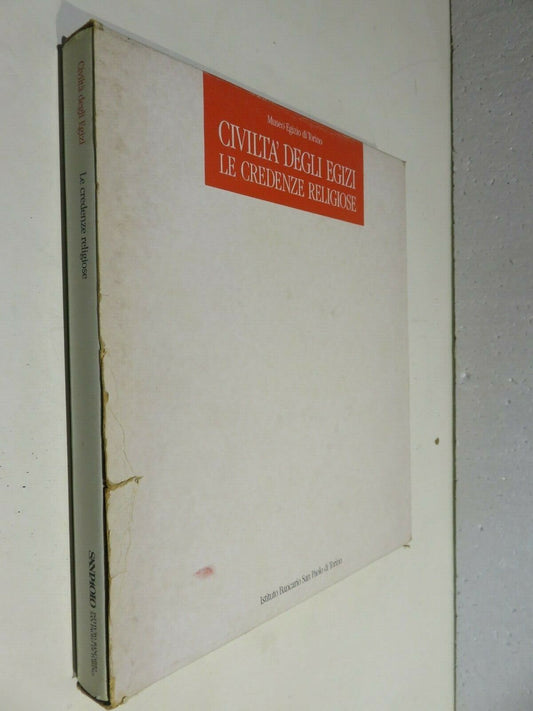 Museo Egizio di Torino
CIVILTA' DEGLI EGIZI
LE CREDENZE RELIGIOSE
Istituto Bancario San Paolo di Torino
Civiltà degli Egizi
Le credenze religiose
SANPAOLO